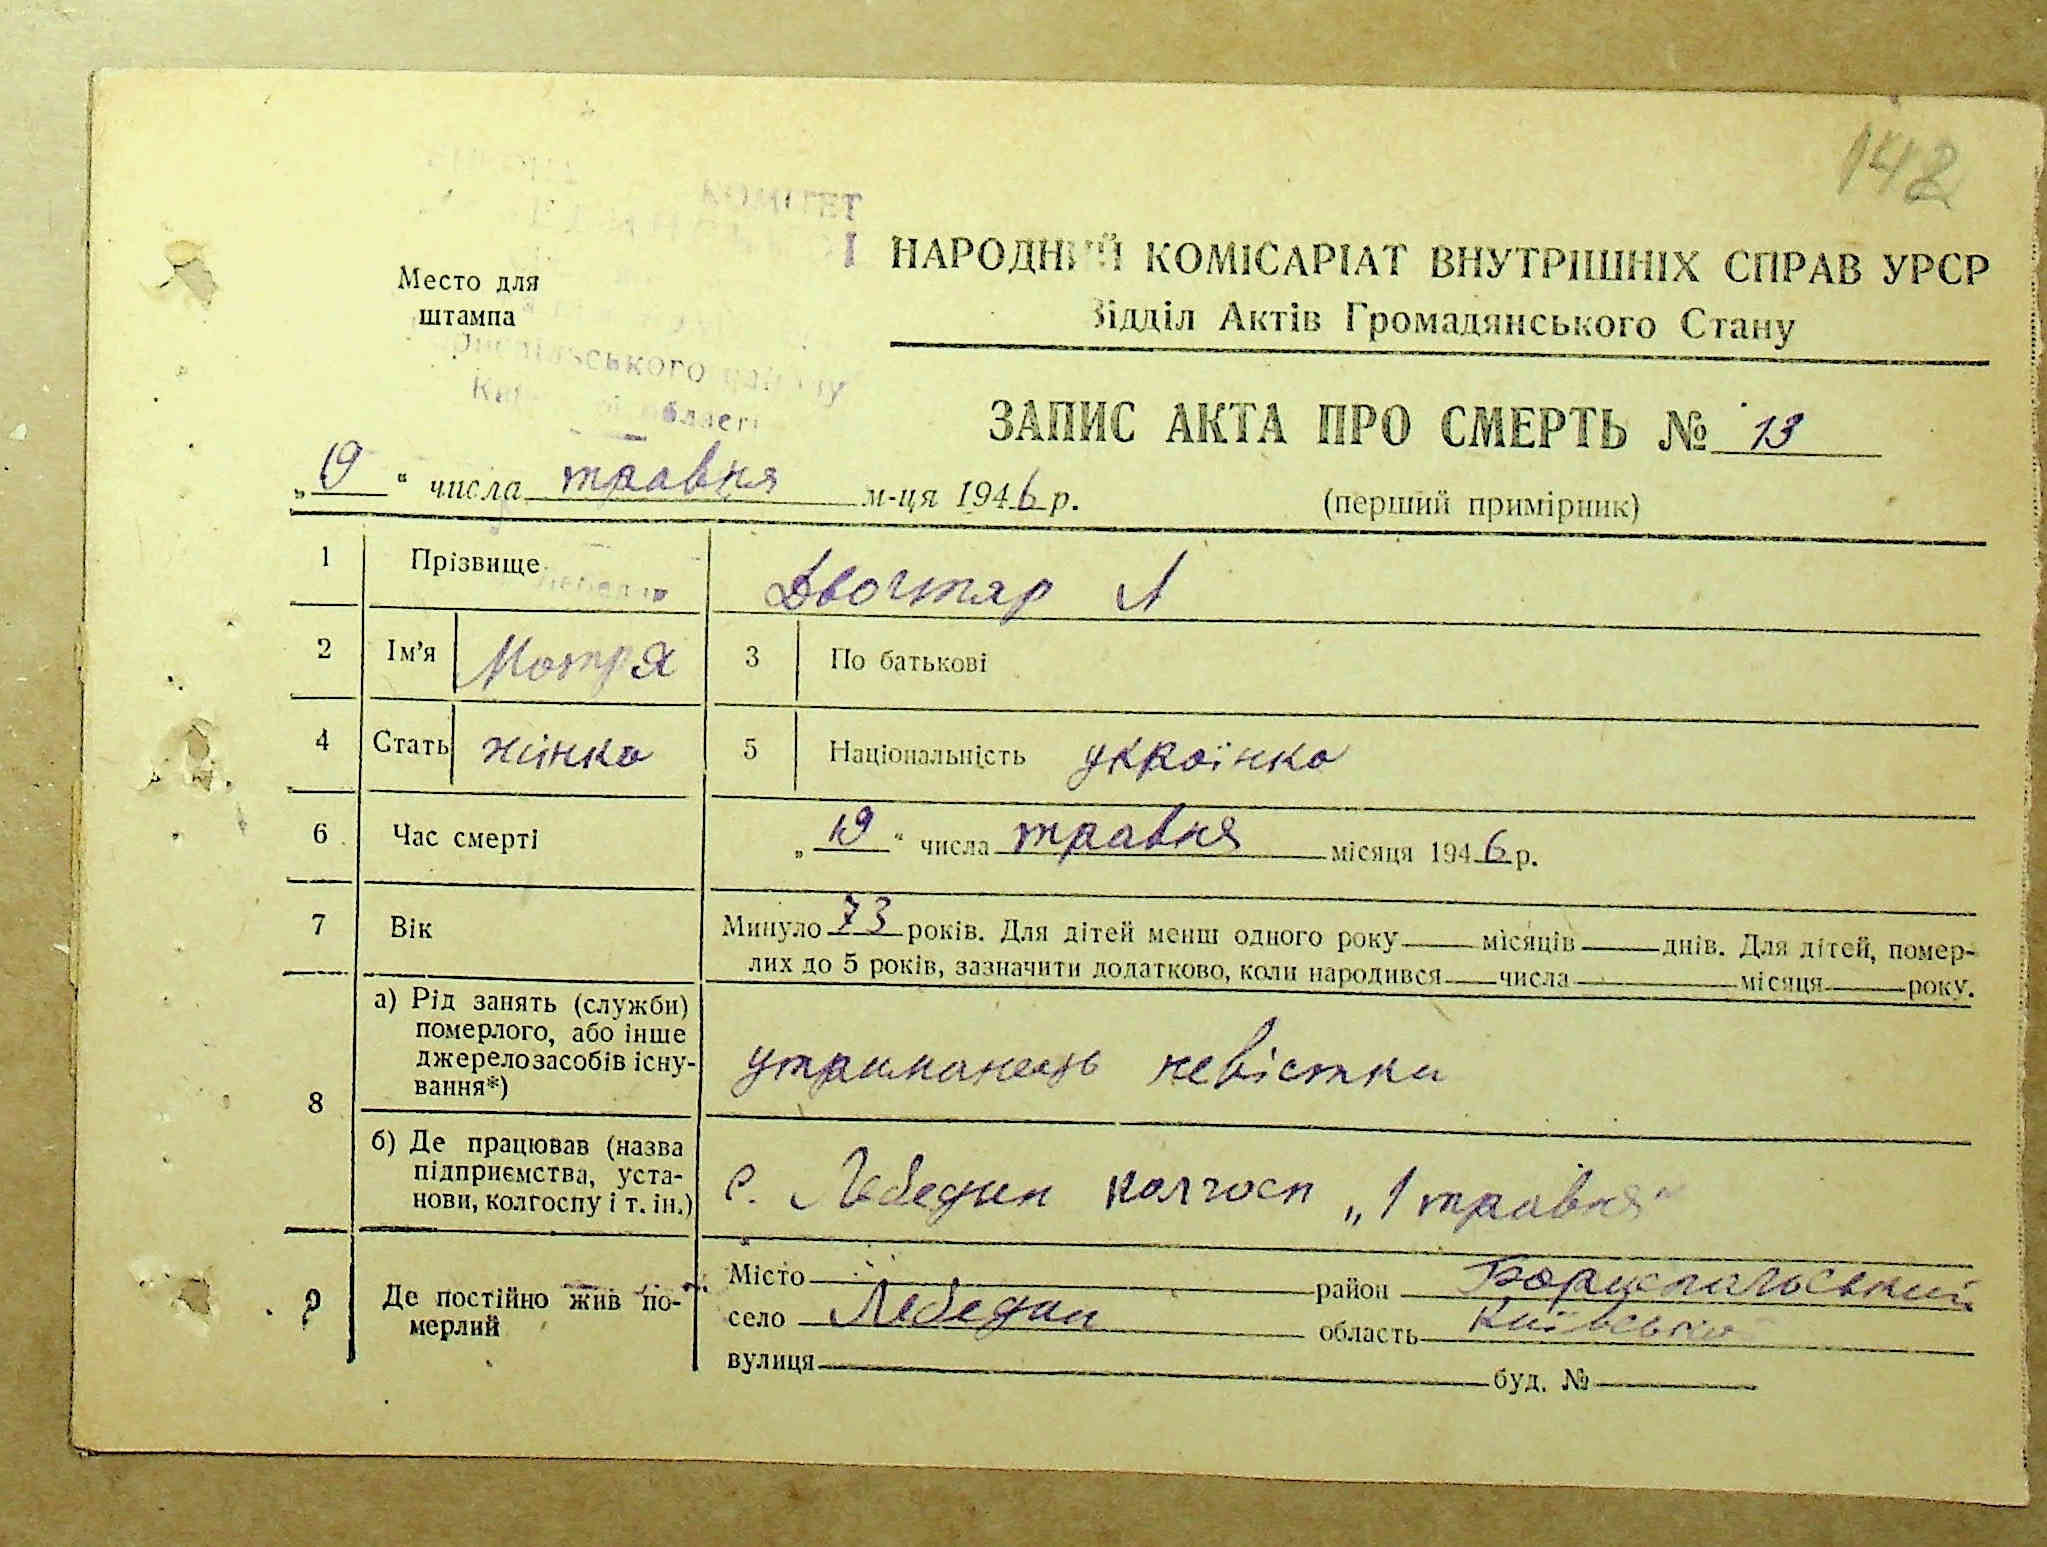 142
КОМІТЕТ
НАРОДНИЙ КОМІСАРІАТ ВНУТРІШНІХ СПРАВ УРСР
Відділ Актів Громадянського Стану
Место для
штампа
області
ЗАПИС АКТА ПРО СМЕРТЬ № 13
„19“ числа травня м-ця 1946 р.
(перший примірник)
1 Прізвище
2 Ім'я Мотря 3 По батькові
4 Стать жінка 5 Національність українка
6 Час смерті „19“ числа травня місяця 1946 р.
7 Вік Минуло 73 років. Для дітей менш одного року місяців днів. Для дітей, помер-
лих до 5 років, зазначити додатково, коли народився числа місяця року.
8 а) Рід занять (служби)
померлого, або інше
джерело засобів існу-
вання*)
утриманець невістки
б) Де працював (назва
підприємства, уста-
нови, колгоспу і т. ін.)
с. Лебедин колгосп „1 травня“
9 Де постійно жив по-
мерлий
Місто район Бориспільський
село Лебедин область Київська
вулиця буд. №